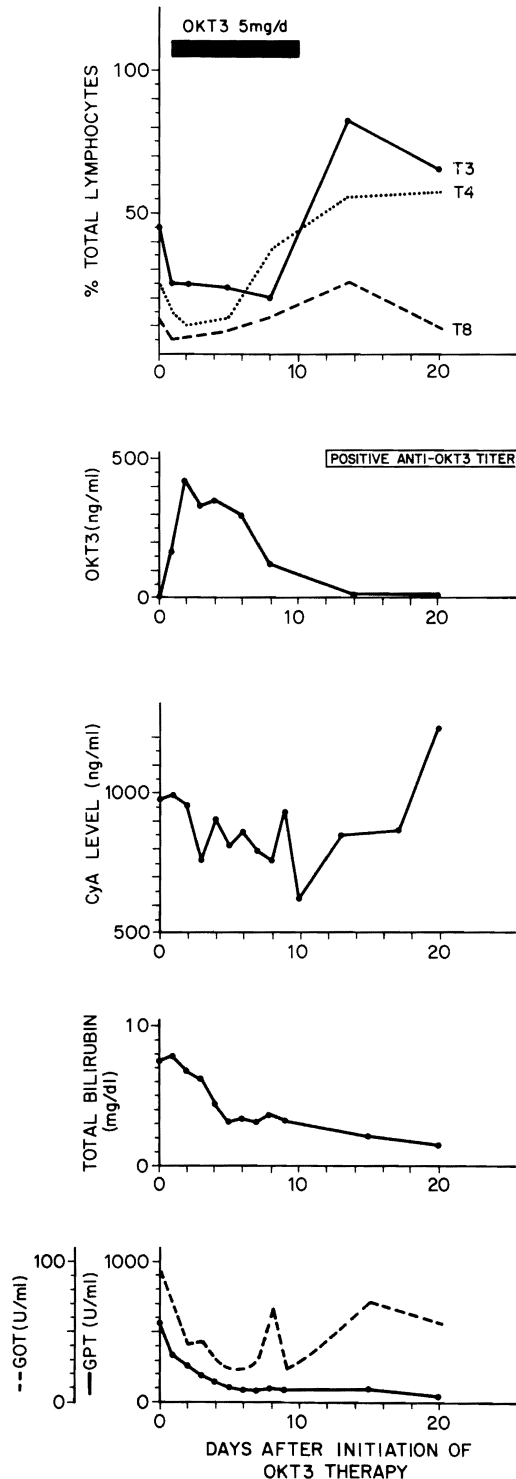 OKT3 5mg/d
% TOTAL LYMPHOCYTES
100
50
T3
T4
T8
0
10
20
OKT3 (ng/ml)
500
0
POSITIVE ANTI-OKT3 TITER
0
10
20
CyA LEVEL (ng/ml)
1000
500
0
10
20
TOTAL BILIRUBIN
(mg/dl)
10
0
0
10
20
--GOT (U/ml)
100
0
—GPT (U/ml)
1000
0
0
10
20
DAYS AFTER INITIATION OF
OKT3 THERAPY